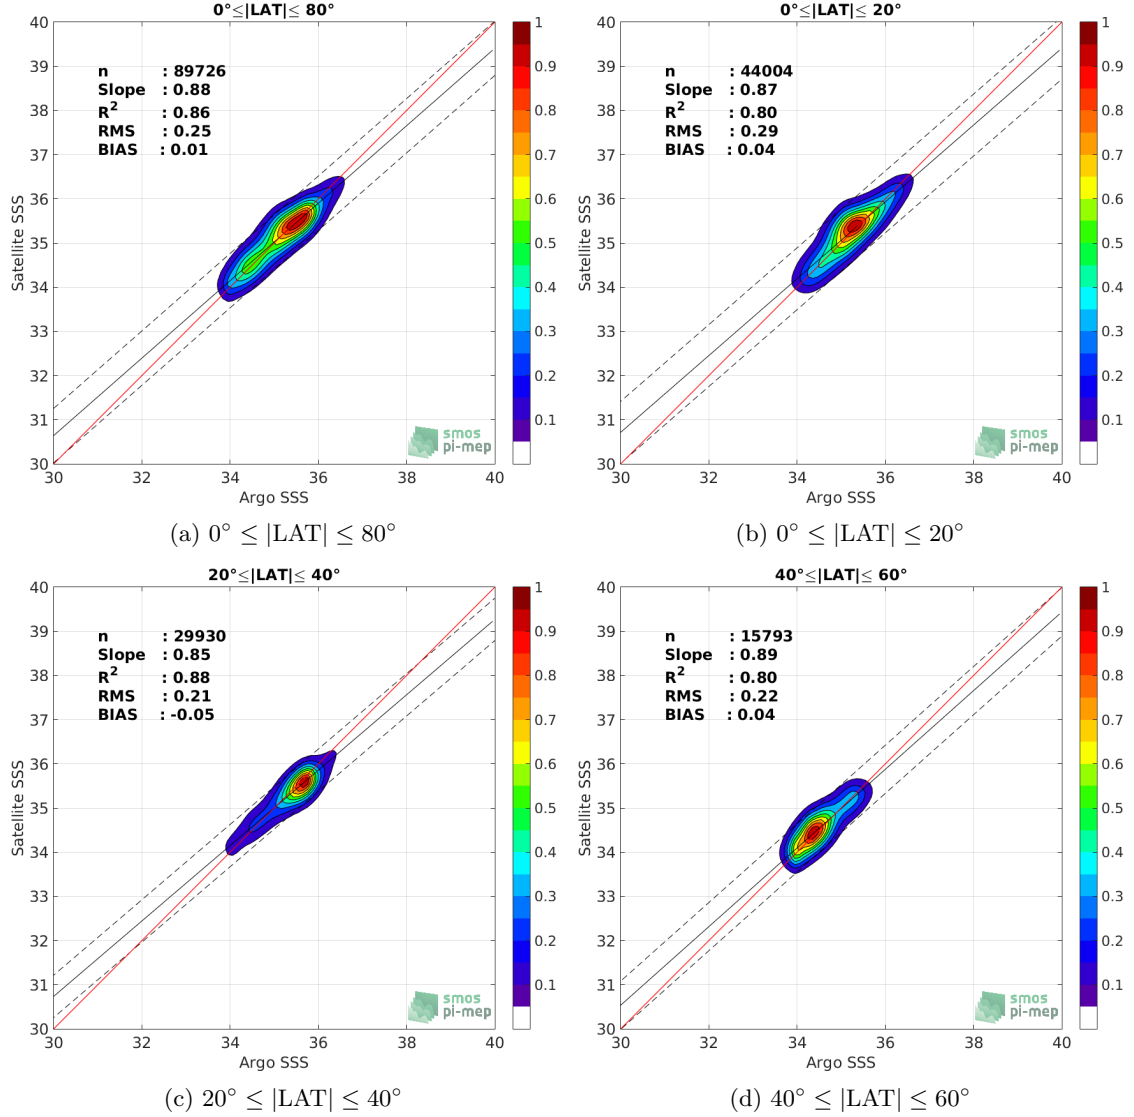 0°≤|LAT|≤ 80°
n : 89726
Slope : 0.88
R2 : 0.86
RMS : 0.25
BIAS : 0.01
Satellite SSS
40
39
38
37
36
35
34
33
32
31
30
30 32 34 36 38 40
Argo SSS
1
0.9
0.8
0.7
0.6
0.5
0.4
0.3
0.2
0.1
smos
pi-mep
(a) 0° ≤ |LAT| ≤ 80°
0°≤|LAT|≤ 20°
n : 44004
Slope : 0.87
R2 : 0.80
RMS : 0.29
BIAS : 0.04
Satellite SSS
40
39
38
37
36
35
34
33
32
31
30
30 32 34 36 38 40
Argo SSS
1
0.9
0.8
0.7
0.6
0.5
0.4
0.3
0.2
0.1
smos
pi-mep
(b) 0° ≤ |LAT| ≤ 20°
20°≤|LAT|≤ 40°
n : 29930
Slope : 0.85
R2 : 0.88
RMS : 0.21
BIAS : -0.05
Satellite SSS
40
39
38
37
36
35
34
33
32
31
30
30 32 34 36 38 40
Argo SSS
1
0.9
0.8
0.7
0.6
0.5
0.4
0.3
0.2
0.1
smos
pi-mep
(c) 20° ≤ |LAT| ≤ 40°
40°≤|LAT|≤ 60°
n : 15793
Slope : 0.89
R2 : 0.80
RMS : 0.22
BIAS : 0.04
Satellite SSS
40
39
38
37
36
35
34
33
32
31
30
30 32 34 36 38 40
Argo SSS
1
0.9
0.8
0.7
0.6
0.5
0.4
0.3
0.2
0.1
smos
pi-mep
(d) 40° ≤ |LAT| ≤ 60°